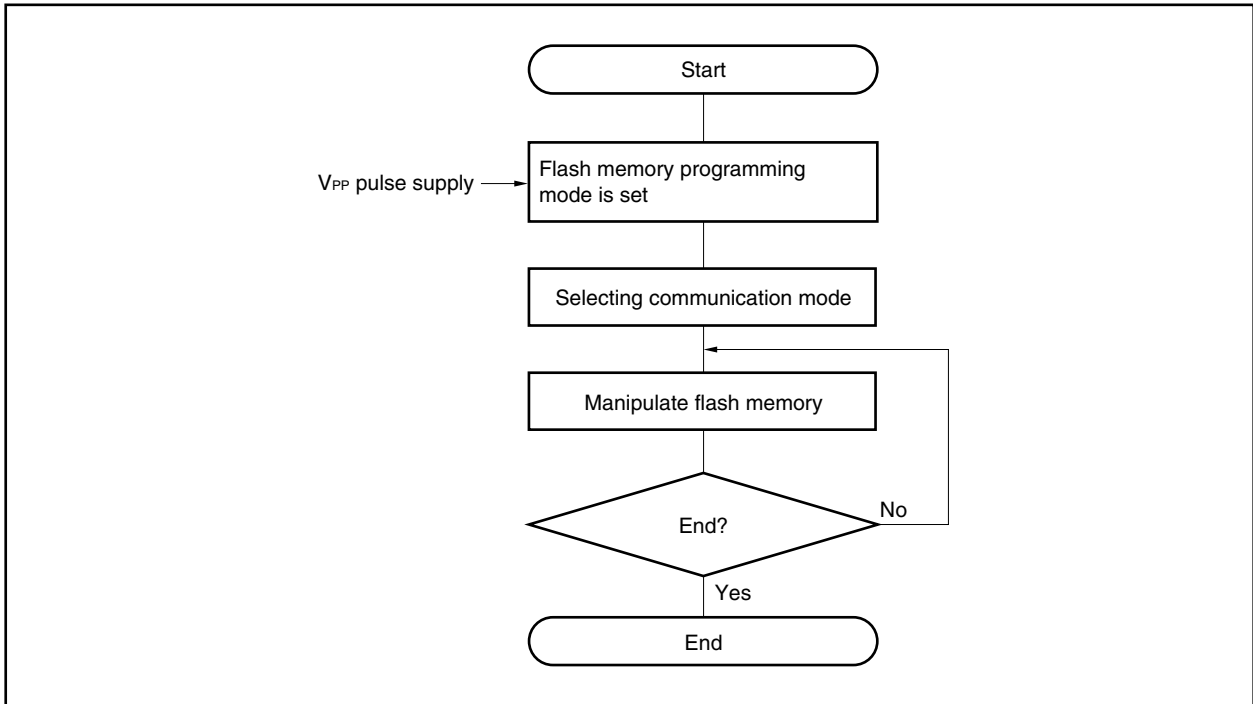 Start
VPP pulse supply
Flash memory programming
mode is set
Selecting communication mode
Manipulate flash memory
End?
No
Yes
End